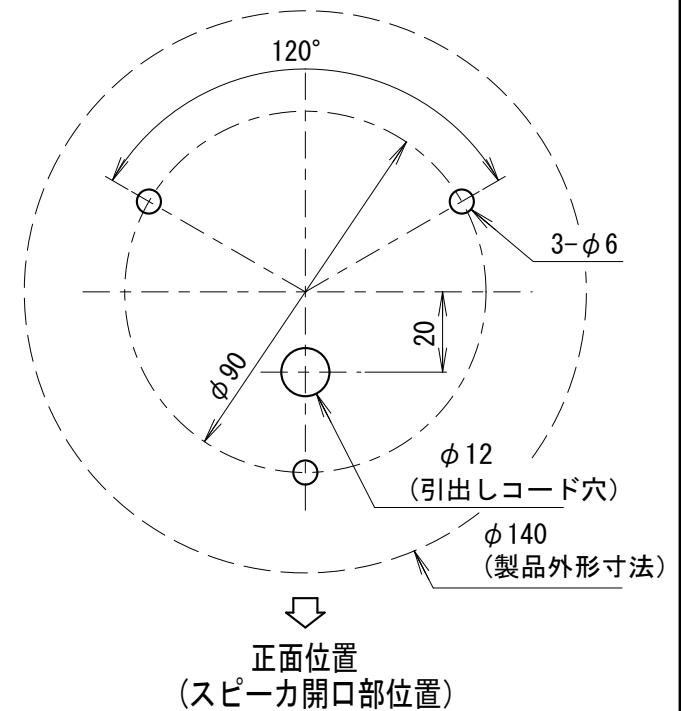 120°
3-φ6
20
φ90
φ12
(引出しコード穴)
φ140
(製品外形寸法)
正面位置
(スピーカ開口部位置)